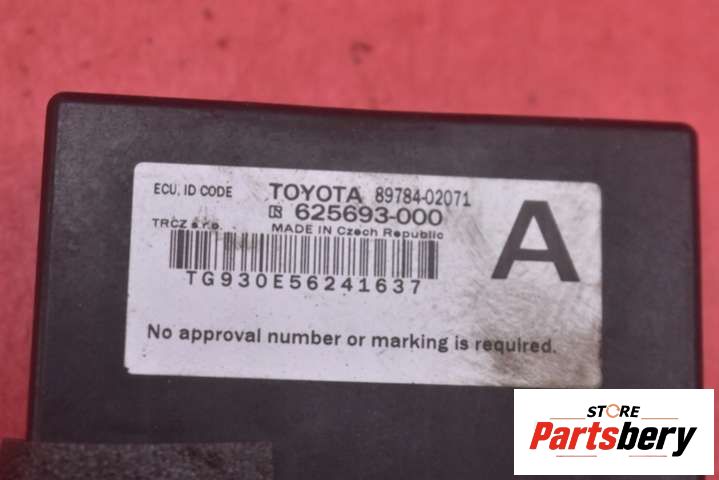 ECU. ID CODE TOYOTA 89784-02071
625693-000
TRCZ s.r.o. MADE IN Czech Republic
A
TG930E56241637
No approval number or marking is required.
STORE
Partsbery